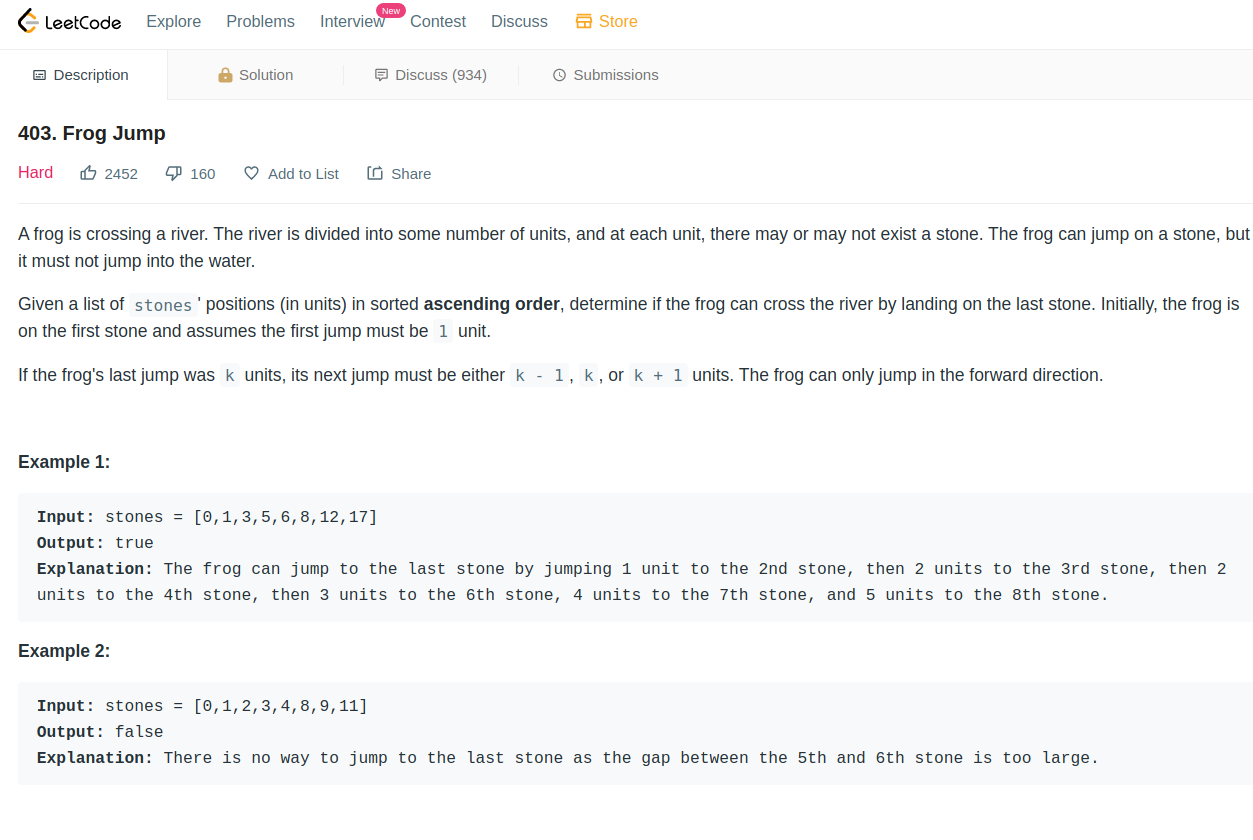 LeetCode Explore Problems Interview New Contest Discuss Store
Description Solution Discuss (934) Submissions
403. Frog Jump
Hard 2452 160 Add to List Share
A frog is crossing a river. The river is divided into some number of units, and at each unit, there may or may not exist a stone. The frog can jump on a stone, but
it must not jump into the water.
Given a list of stones' positions (in units) in sorted ascending order, determine if the frog can cross the river by landing on the last stone. Initially, the frog is
on the first stone and assumes the first jump must be 1 unit.
If the frog's last jump was k units, its next jump must be either k - 1, k, or k + 1 units. The frog can only jump in the forward direction.
Example 1:
Input: stones = [0,1,3,5,6,8,12,17]
Output: true
Explanation: The frog can jump to the last stone by jumping 1 unit to the 2nd stone, then 2 units to the 3rd stone, then 2
units to the 4th stone, then 3 units to the 6th stone, 4 units to the 7th stone, and 5 units to the 8th stone.
Example 2:
Input: stones = [0,1,2,3,4,8,9,11]
Output: false
Explanation: There is no way to jump to the last stone as the gap between the 5th and 6th stone is too large.